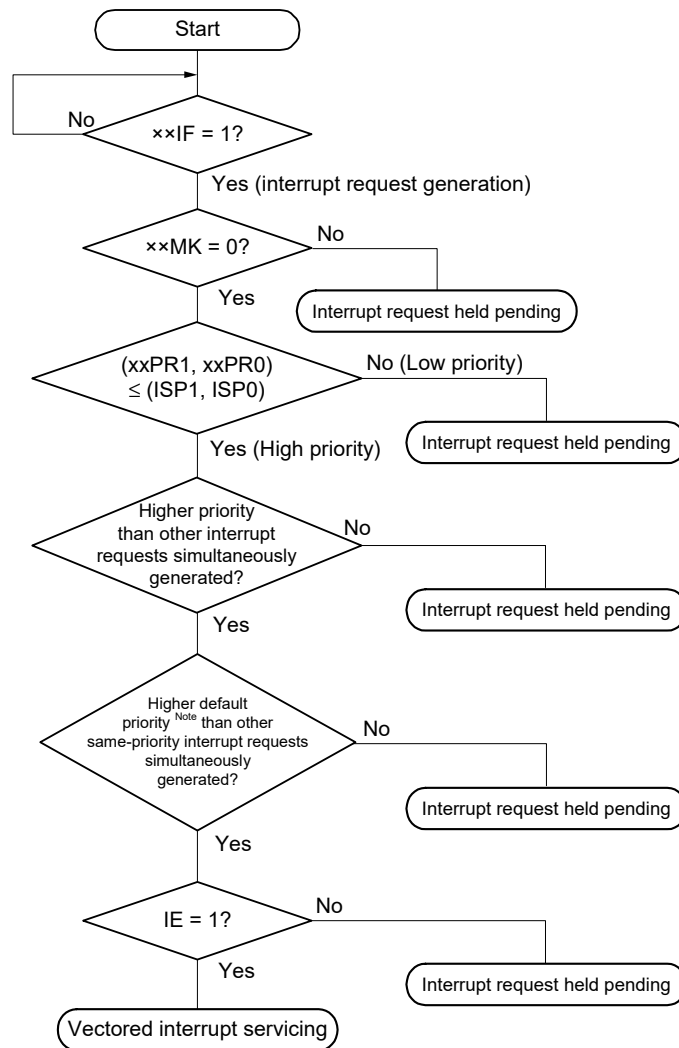 Start
No
××IF = 1?
Yes (interrupt request generation)
××MK = 0?
No
Yes
Interrupt request held pending
(xxPR1, xxPR0)
≤ (ISP1, ISP0)
No (Low priority)
Interrupt request held pending
Yes (High priority)
Higher priority
than other interrupt
requests simultaneously
generated?
No
Interrupt request held pending
Yes
Higher default
priority Note than other
same-priority interrupt requests
simultaneously
generated?
No
Interrupt request held pending
Yes
IE = 1?
No
Interrupt request held pending
Yes
Vectored interrupt servicing